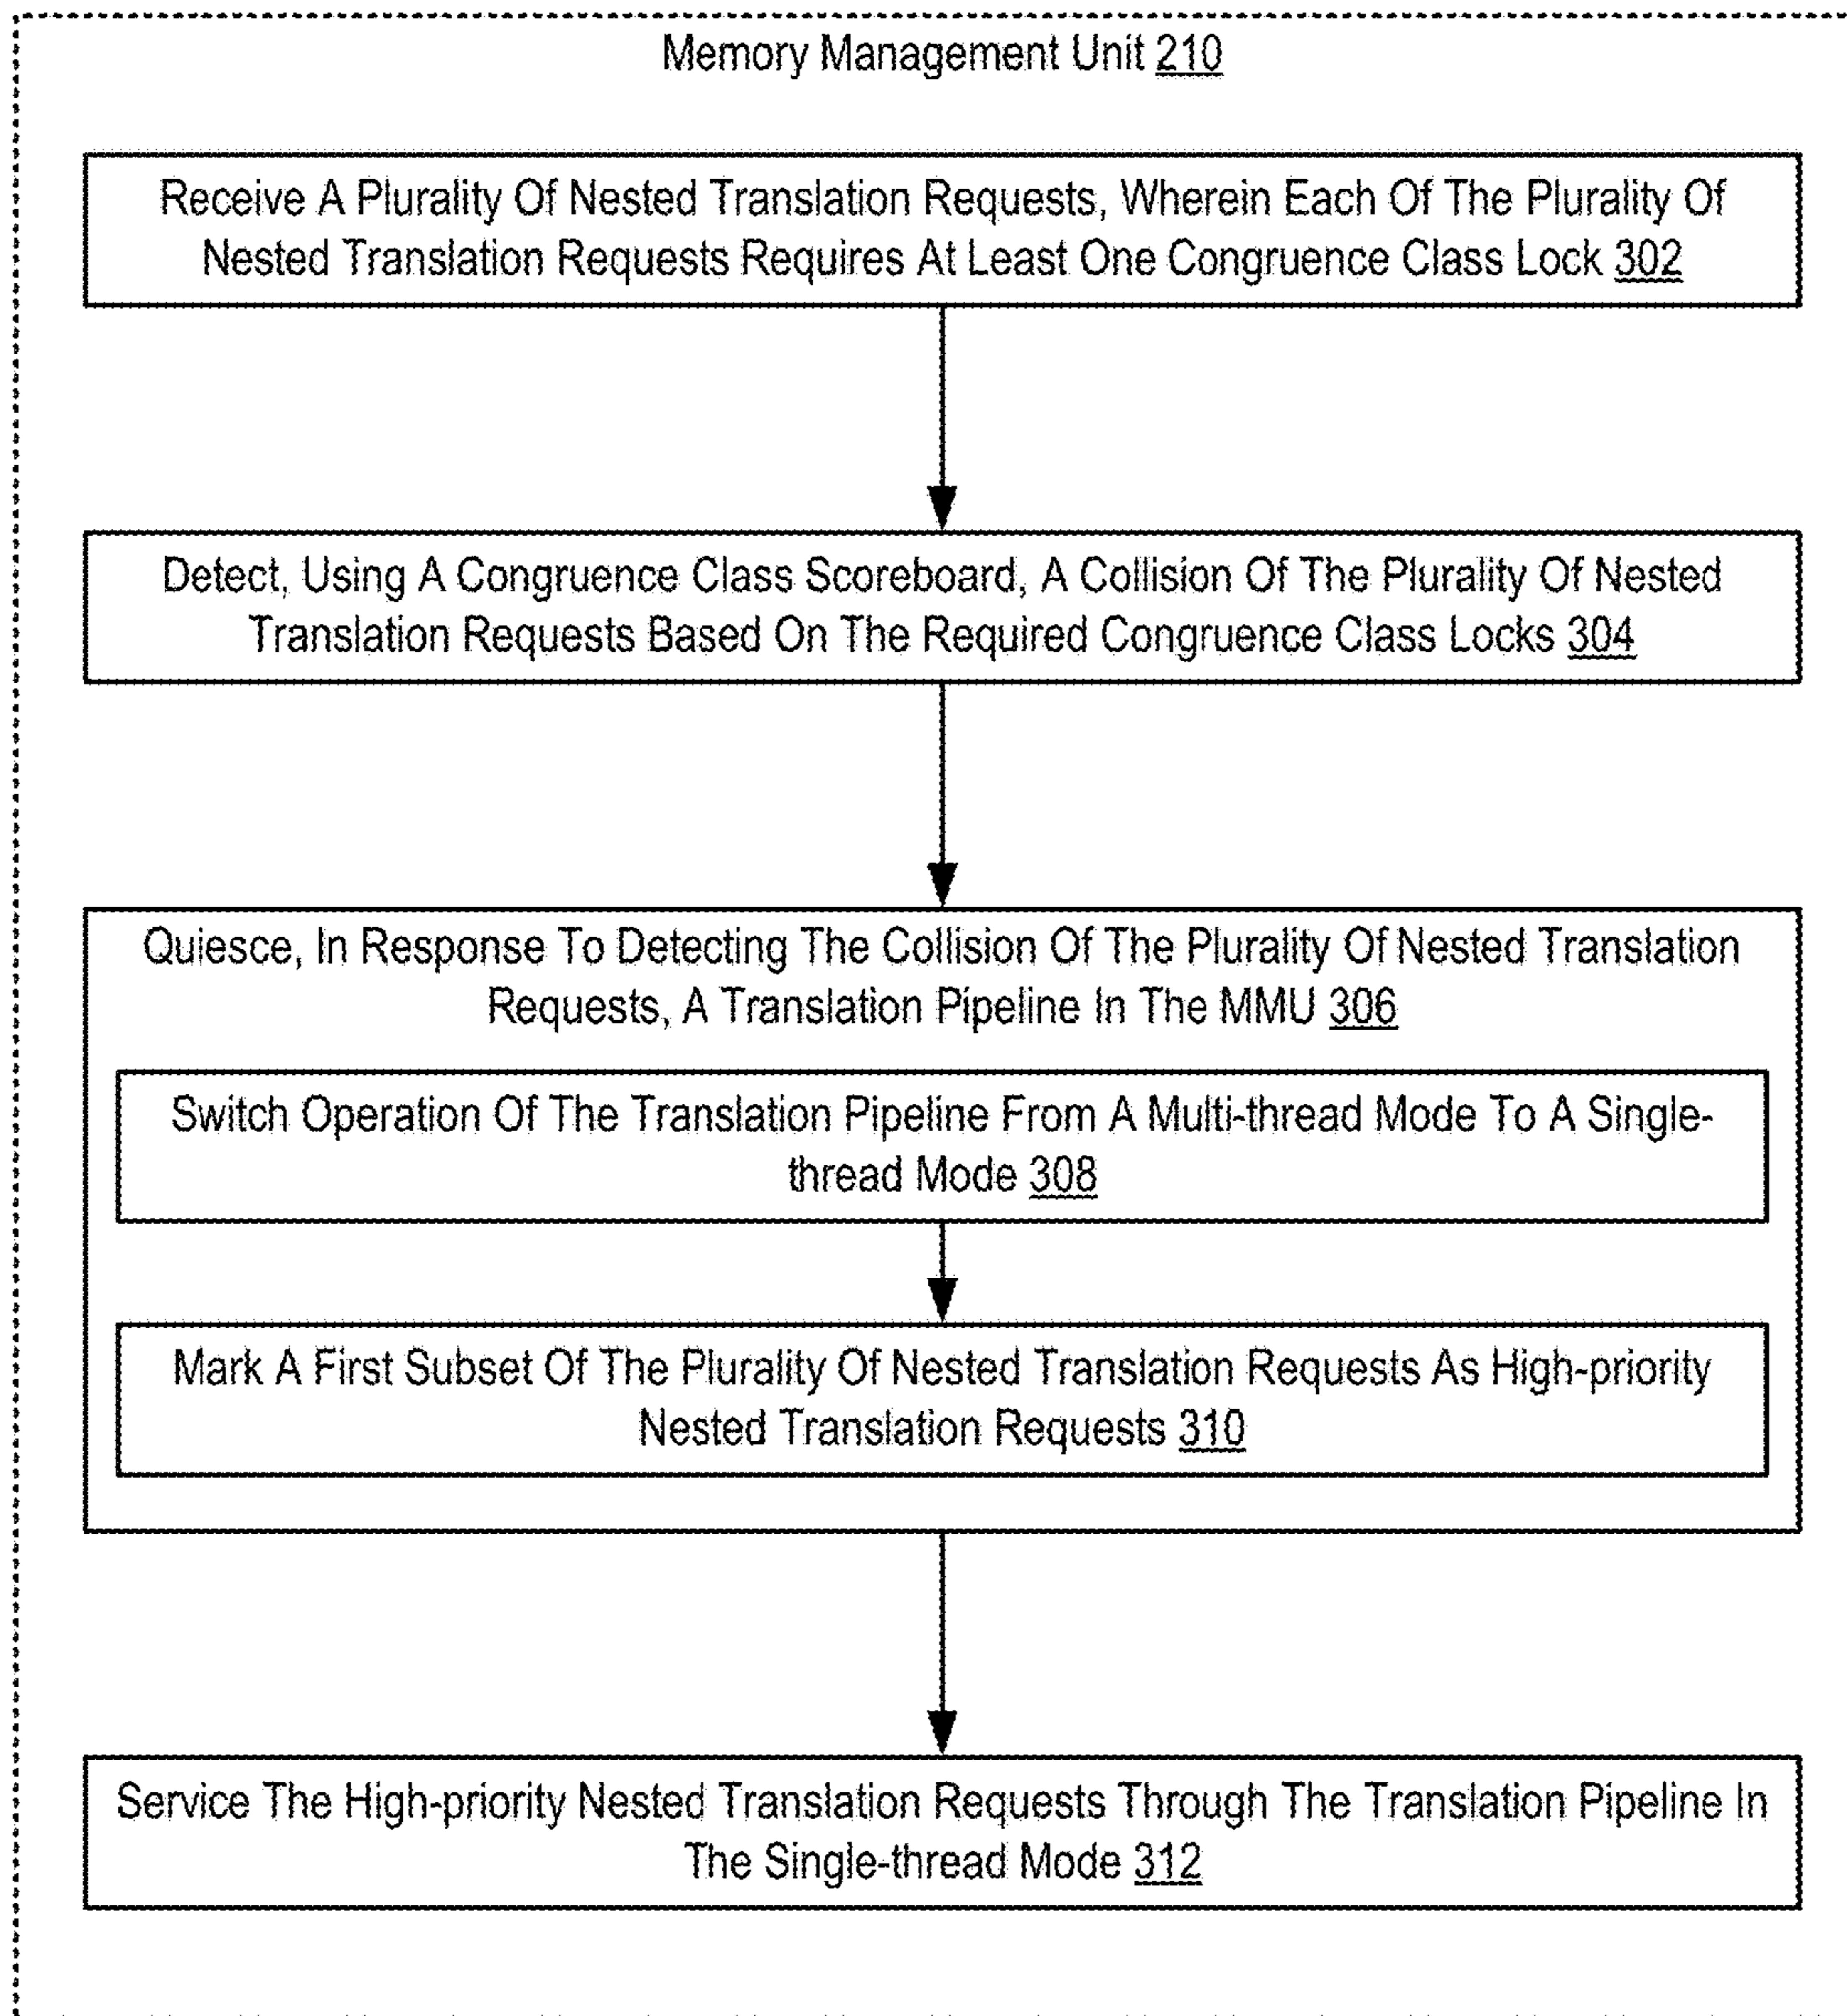 Memory Management Unit 210
Receive A Plurality Of Nested Translation Requests, Wherein Each Of The Plurality Of
Nested Translation Requests Requires At Least One Congruence Class Lock 302
Detect, Using A Congruence Class Scoreboard, A Collision Of The Plurality Of Nested
Translation Requests Based On The Required Congruence Class Locks 304
Quiesce, In Response To Detecting The Collision Of The Plurality Of Nested Translation
Requests, A Translation Pipeline In The MMU 306
Switch Operation Of The Translation Pipeline From A Multi-thread Mode To A Single-
thread Mode 308
Mark A First Subset Of The Plurality Of Nested Translation Requests As High-priority
Nested Translation Requests 310
Service The High-priority Nested Translation Requests Through The Translation Pipeline In
The Single-thread Mode 312